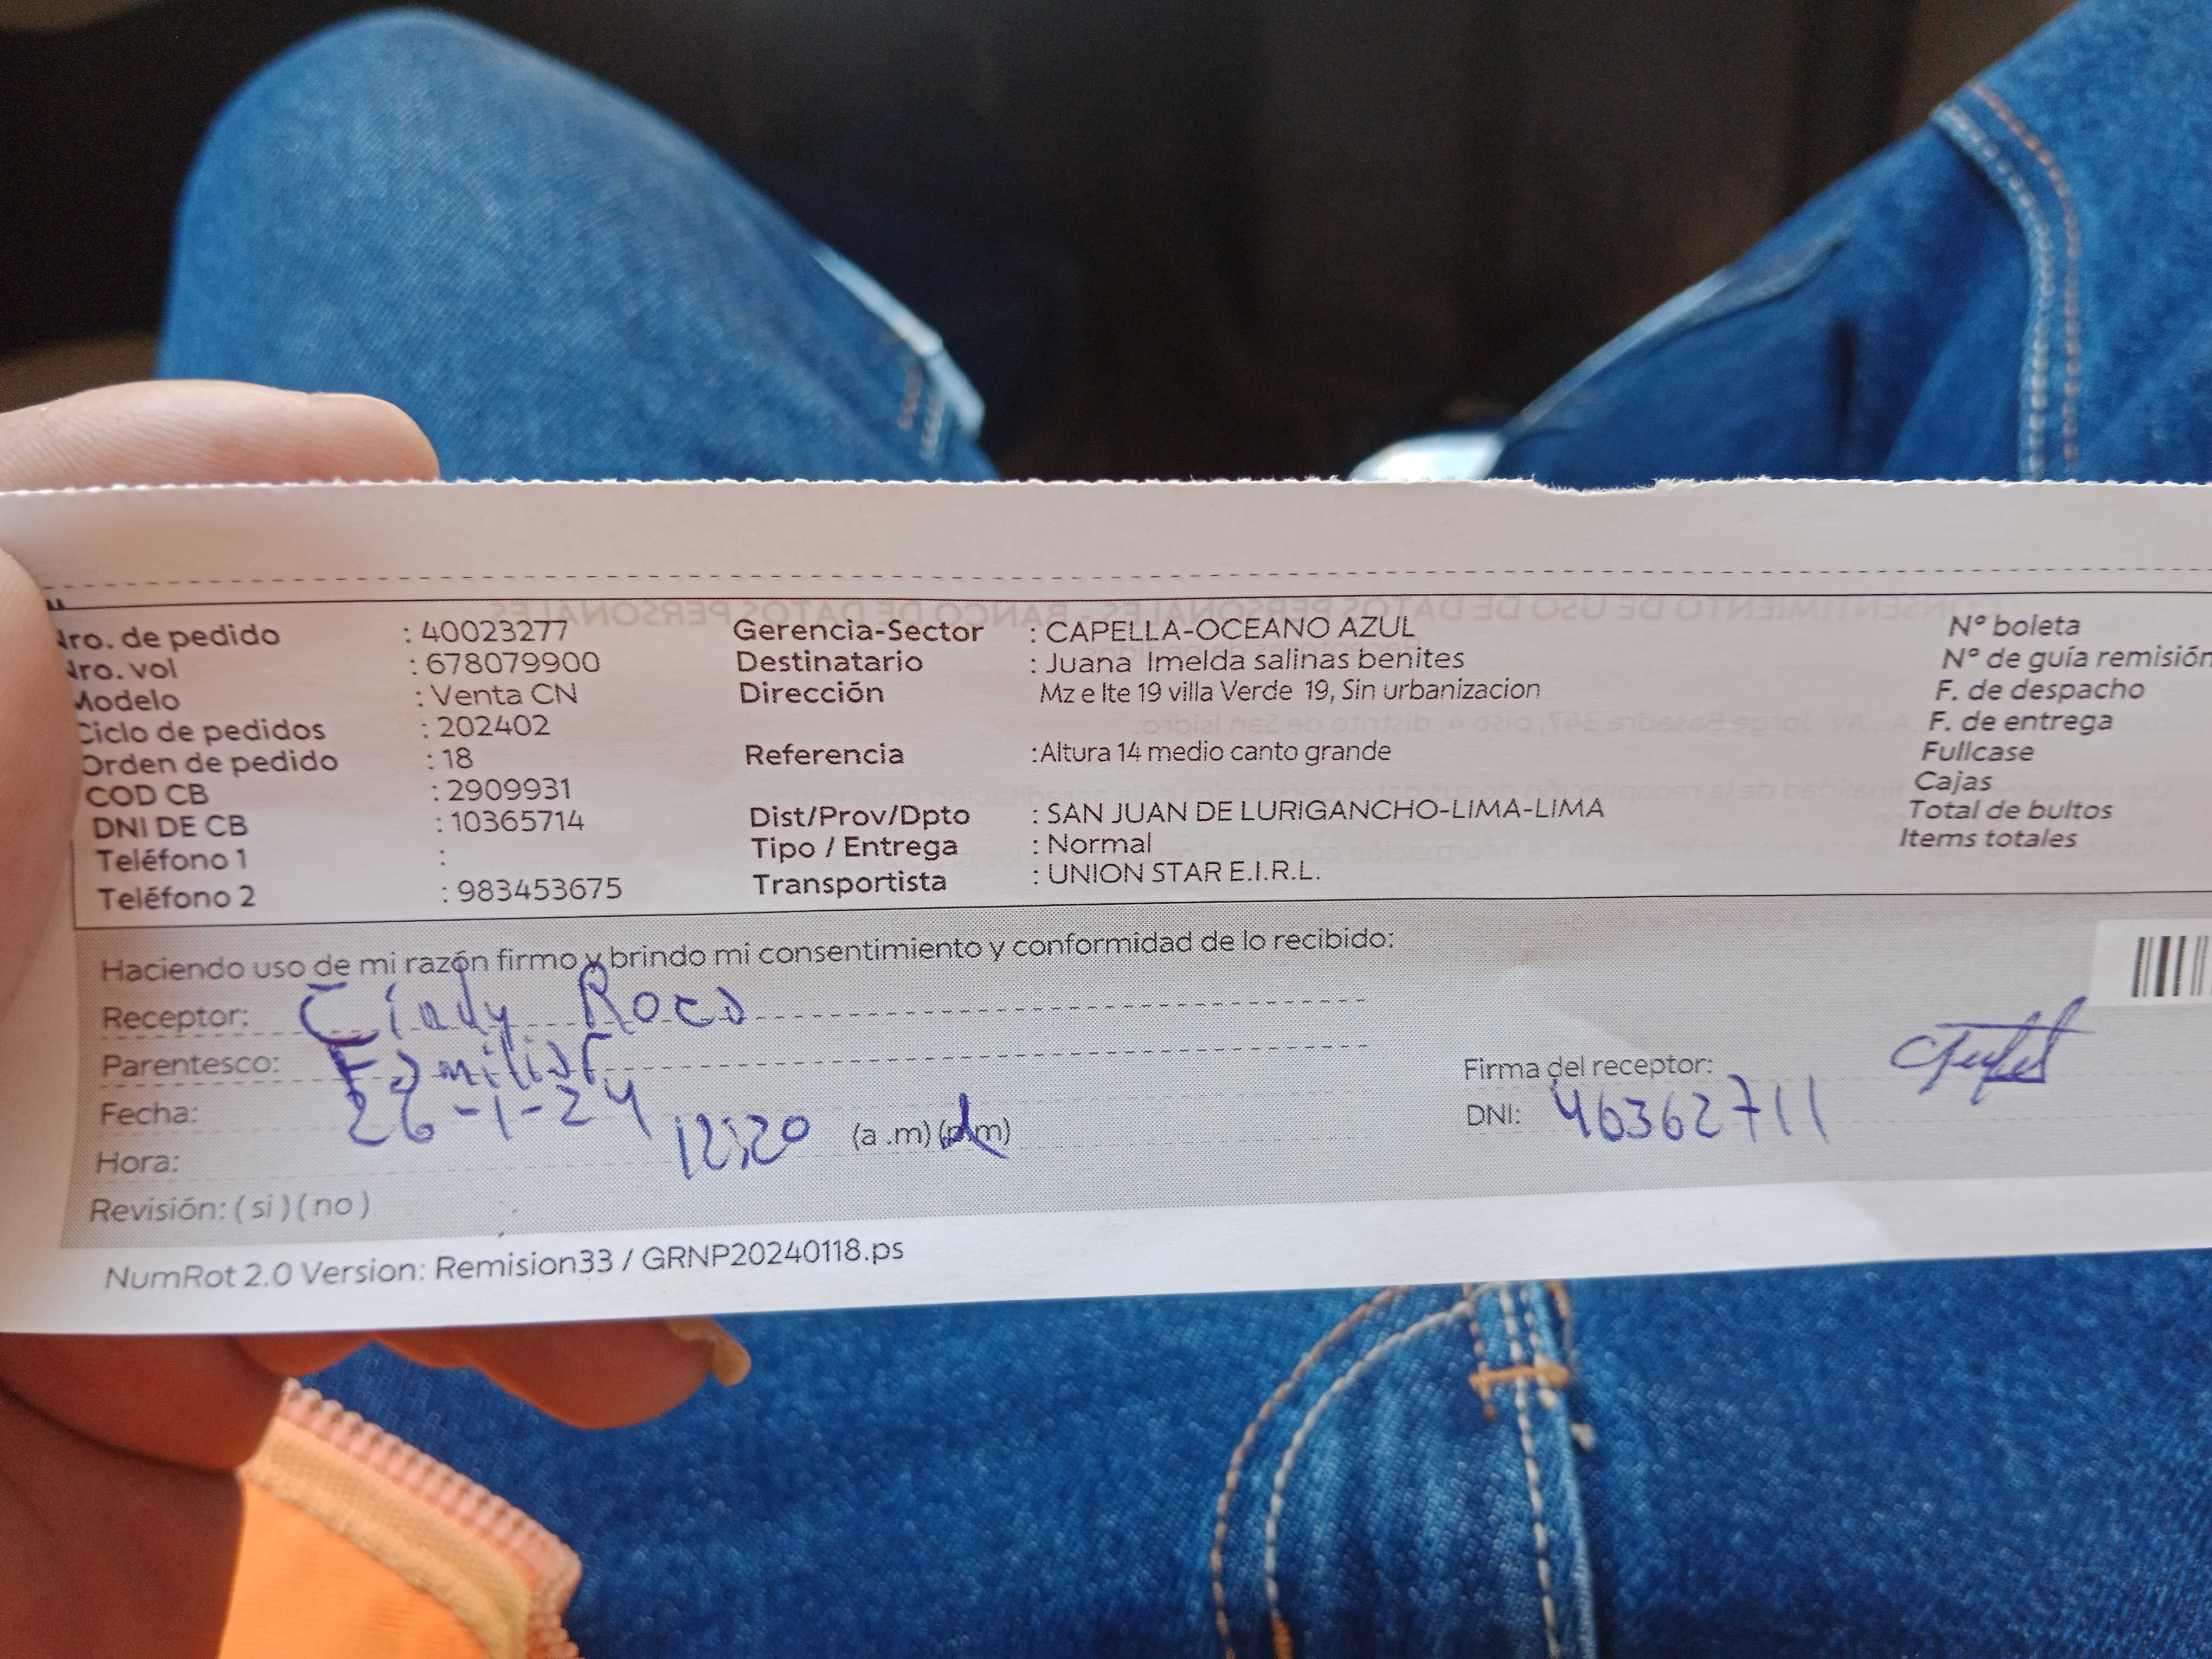 Nro. de pedido : 40023277 Gerencia-Sector : CAPELLA-OCEANO AZUL N° boleta
Nro. vol : 678079900 Destinatario : Juana Imelda salinas benites N° de guía remisión
Modelo : Venta CN Dirección Mz e lte 19 villa Verde 19, Sin urbanizacion F. de despacho
Ciclo de pedidos : 202402 F. de entrega
Orden de pedido : 18 Referencia :Altura 14 medio canto grande Fullcase
COD CB : 2909931 Cajas
DNI DE CB : 10365714 Dist/Prov/Dpto : SAN JUAN DE LURIGANCHO-LIMA-LIMA Total de bultos
Teléfono 1 : Tipo / Entrega : Normal Items totales
Teléfono 2 : 983453675 Transportista : UNION STAR E.I.R.L.
Haciendo uso de mi razón firmo y brindo mi consentimiento y conformidad de lo recibido:
Receptor: Cindy Roca
Parentesco: Familiar Firma del receptor:
Fecha: 26-1-24 DNI: 46362711
Hora: 12:20 (a .m) (p.m)
Revisión: ( si ) ( no )
NumRot 2.0 Version: Remision33 / GRNP20240118.ps